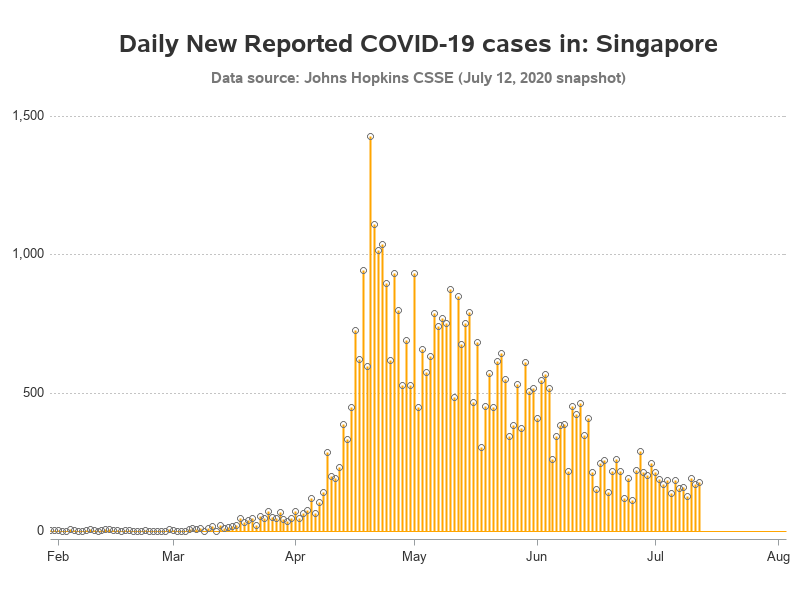 Daily New Reported COVID-19 cases in: Singapore
Data source: Johns Hopkins CSSE (July 12, 2020 snapshot)
1,500
1,000
500
0
Feb Mar Apr May Jun Jul Aug